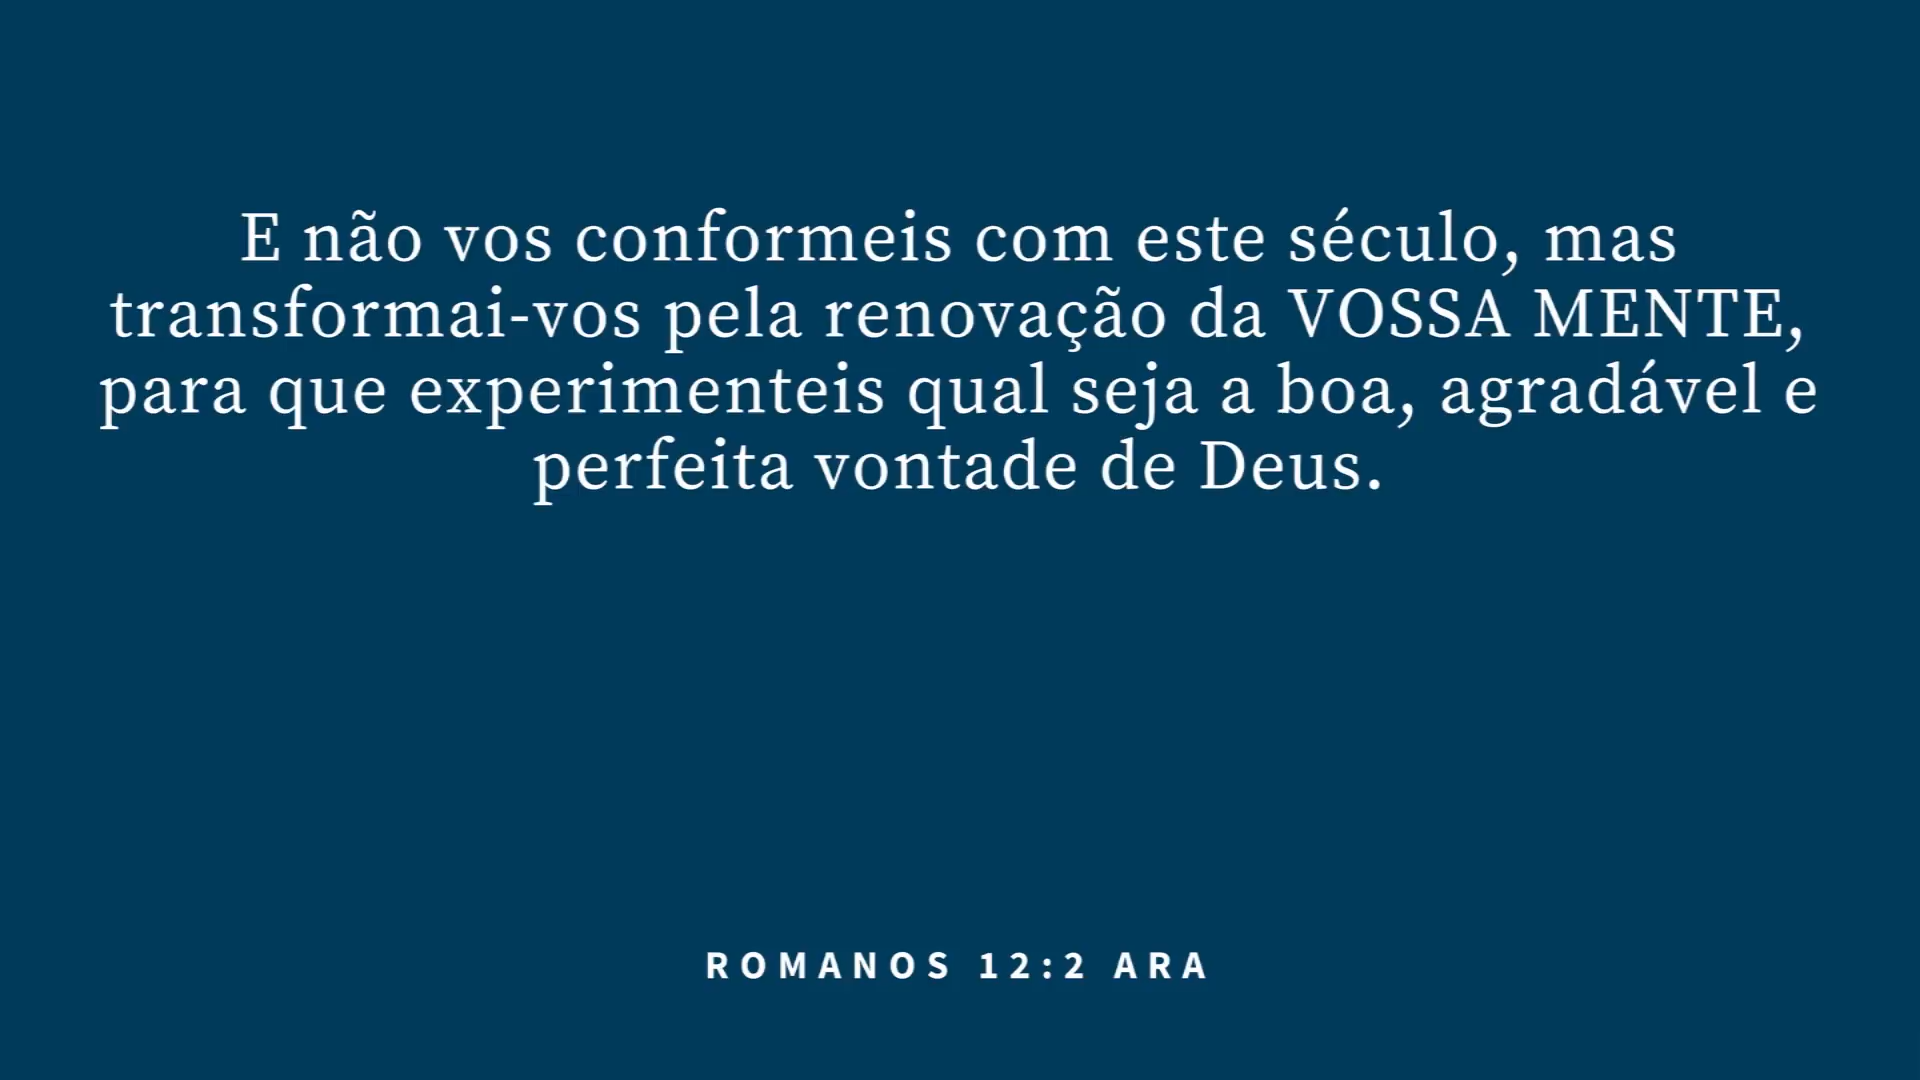 E não vos conformeis com este século, mas
transformai-vos pela renovação da VOSSA MENTE,
para que experimenteis qual seja a boa, agradável e
perfeita vontade de Deus.
ROMANOS 12:2 ARA